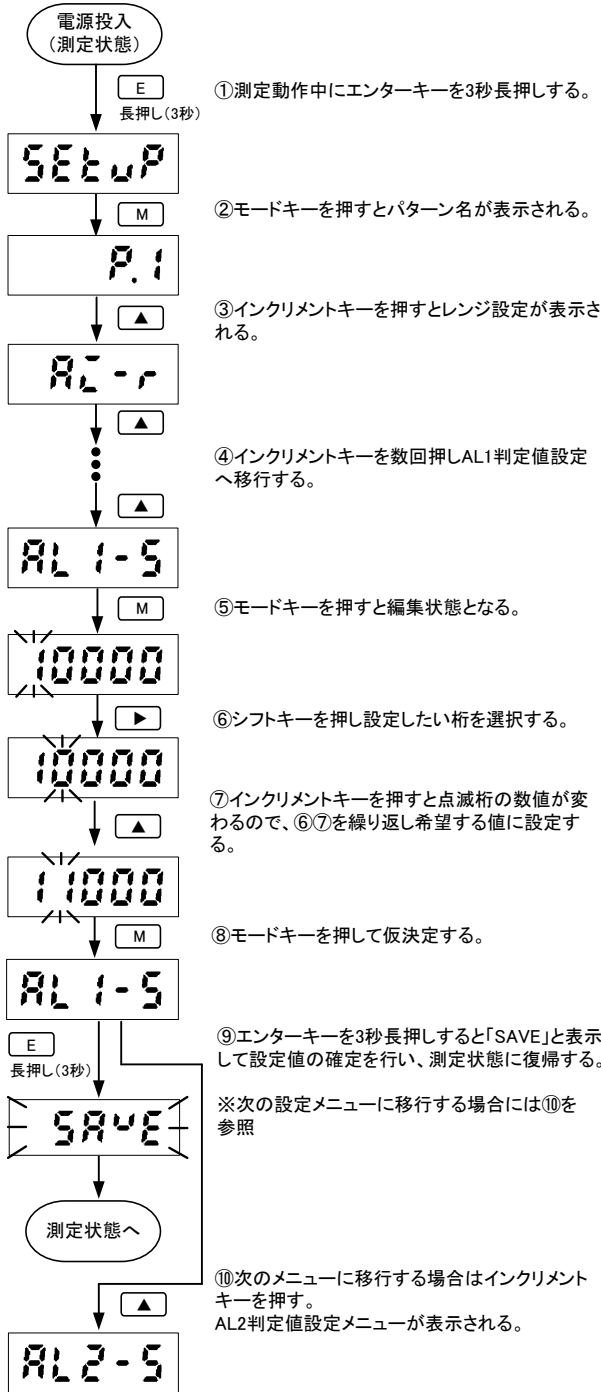 電源投入
(測定状態)
E
長押し(3秒)
①測定動作中にエンターキーを3秒長押しする。
SEtuP
M
②モードキーを押すとパターン名が表示される。
P. 1
▲
③インクリメントキーを押すとレンジ設定が表示さ
れる。
AI-r
▲
④インクリメントキーを数回押しAL1判定値設定
へ移行する。
▲
AL1-S
M
⑤モードキーを押すと編集状態となる。
10000
▶
⑥シフトキーを押し設定したい桁を選択する。
10000
▲
⑦インクリメントキーを押すと点滅桁の数値が変
わるので、⑥⑦を繰り返し希望する値に設定す
る。
11000
M
⑧モードキーを押して仮決定する。
AL1-S
E
長押し(3秒)
⑨エンターキーを3秒長押しすると「SAVE」と表示
して設定値の確定を行い、測定状態に復帰する。
※次の設定メニューに移行する場合には⑩を
参照
SAVE
測定状態へ
⑩次のメニューに移行する場合はインクリメント
キーを押す。
AL2判定値設定メニューが表示される。
▲
AL2-S